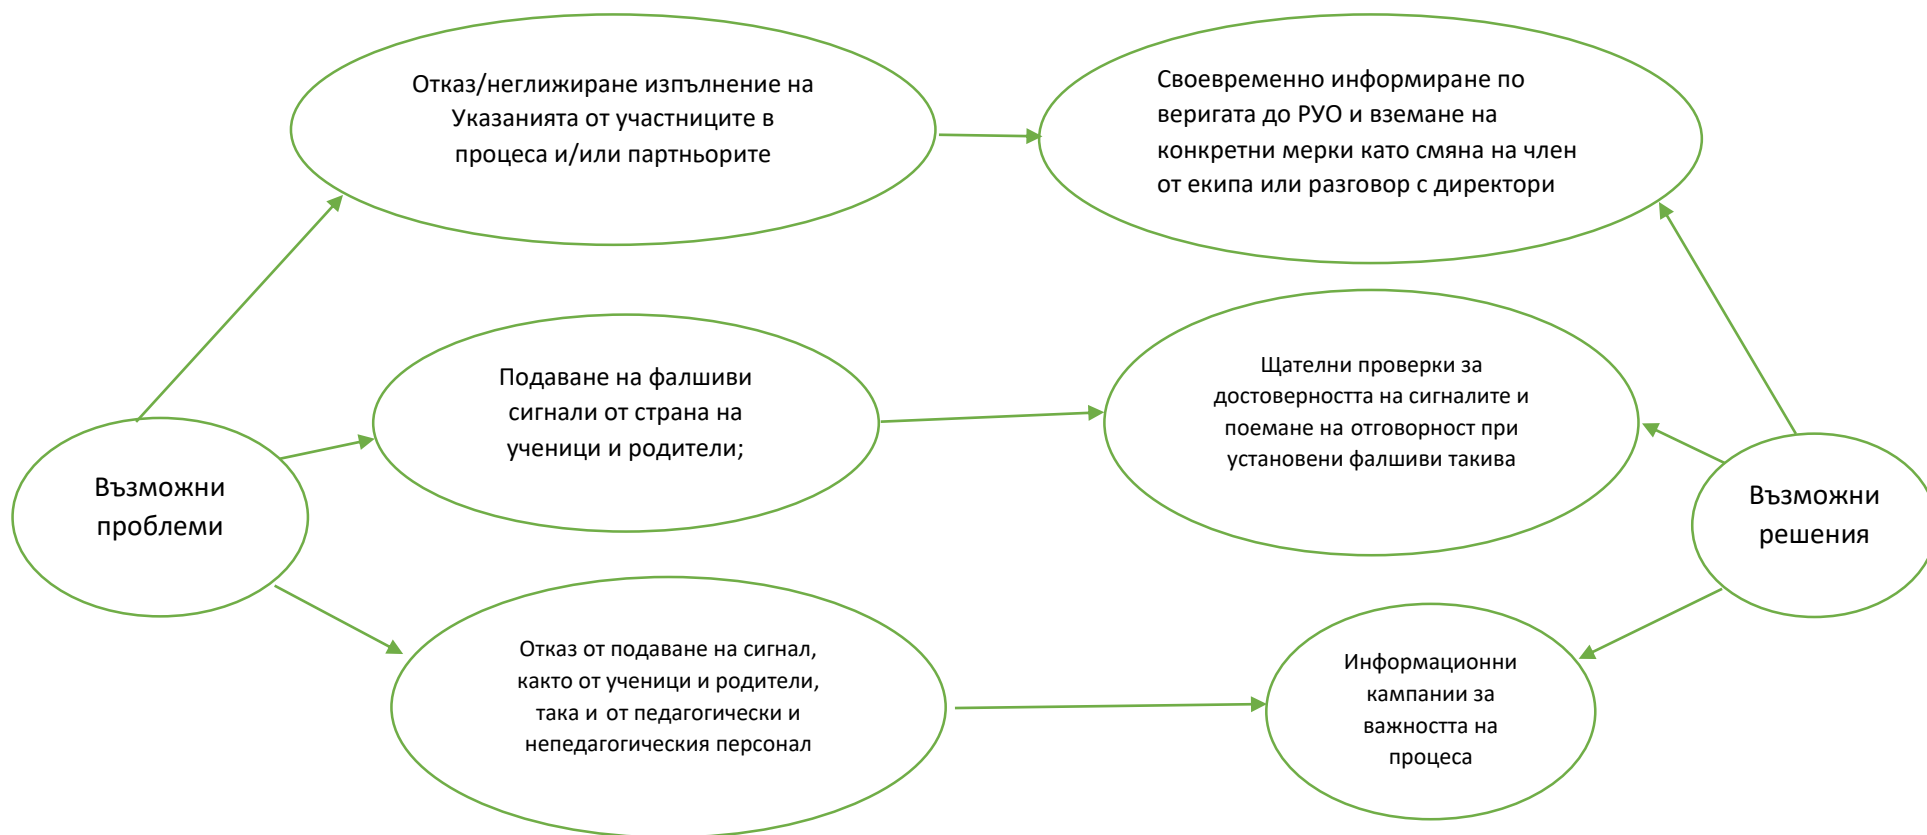 Отказ/неглижиране изпълнение на
Указанията от участниците в
процеса и/или партньорите
Своевременно информиране по
веригата до РУО и вземане на
конкретни мерки като смяна на член
от екипа или разговор с директори
Подаване на фалшиви
сигнали от страна на
ученици и родители;
Щателни проверки за
достоверността на сигналите и
поемане на отговорност при
установени фалшиви такива
Възможни
проблеми
Възможни
решения
Отказ от подаване на сигнал,
както от ученици и родители,
така и от педагогически и
непедагогическия персонал
Информационни
кампании за
важността на
процеса